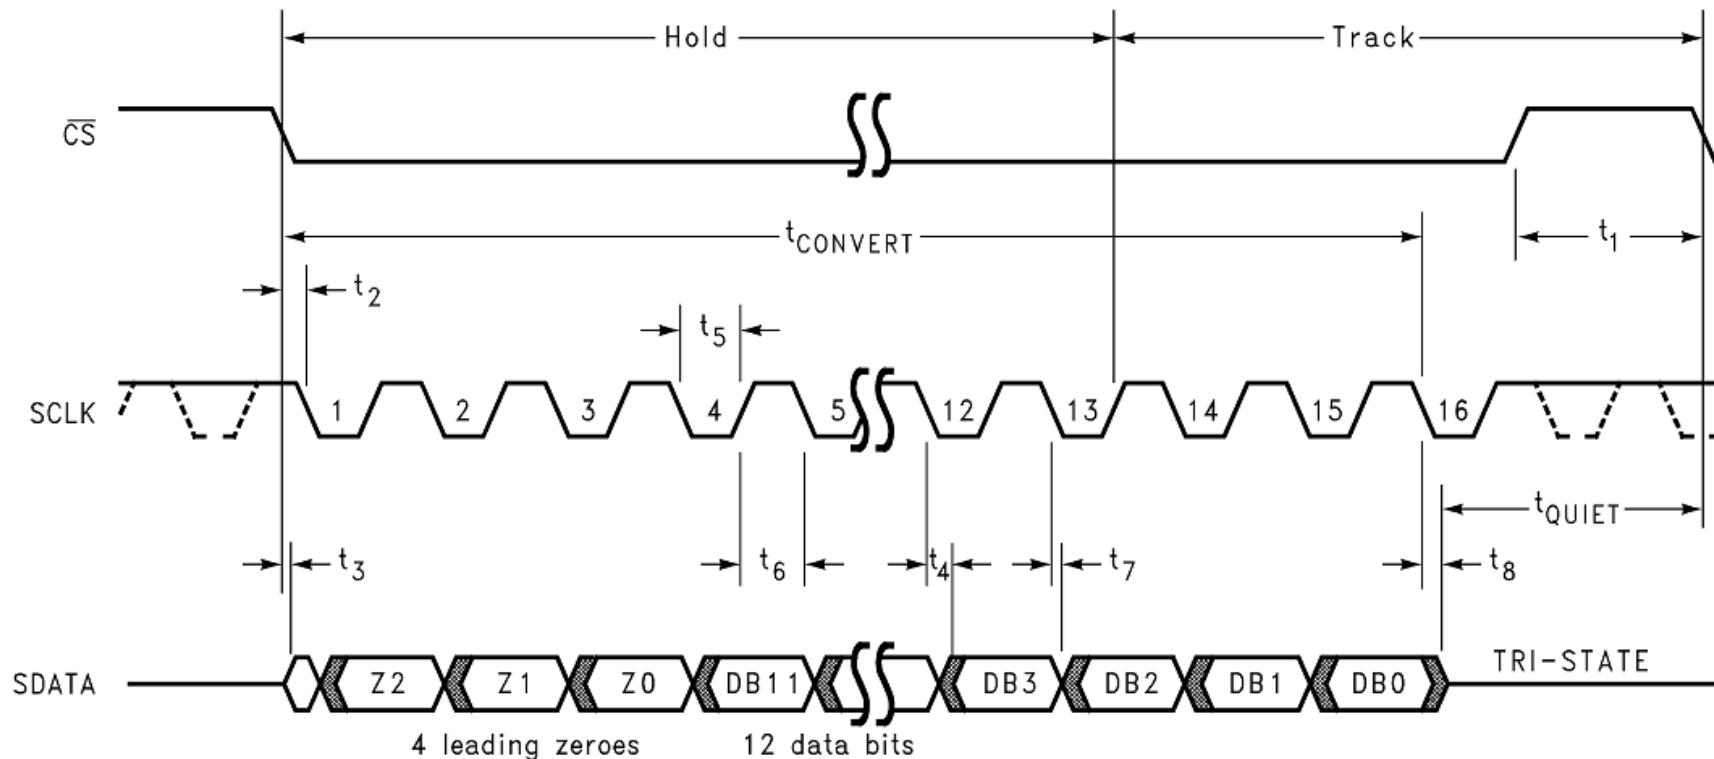 Hold Track
CS
tCONVERT t1
t2
t5
SCLK 1 2 3 4 5 12 13 14 15 16
tQUIET
t3 t6 t4 t7 t8
SDATA Z2 Z1 Z0 DB11 DB3 DB2 DB1 DB0 TRI-STATE
4 leading zeroes 12 data bits